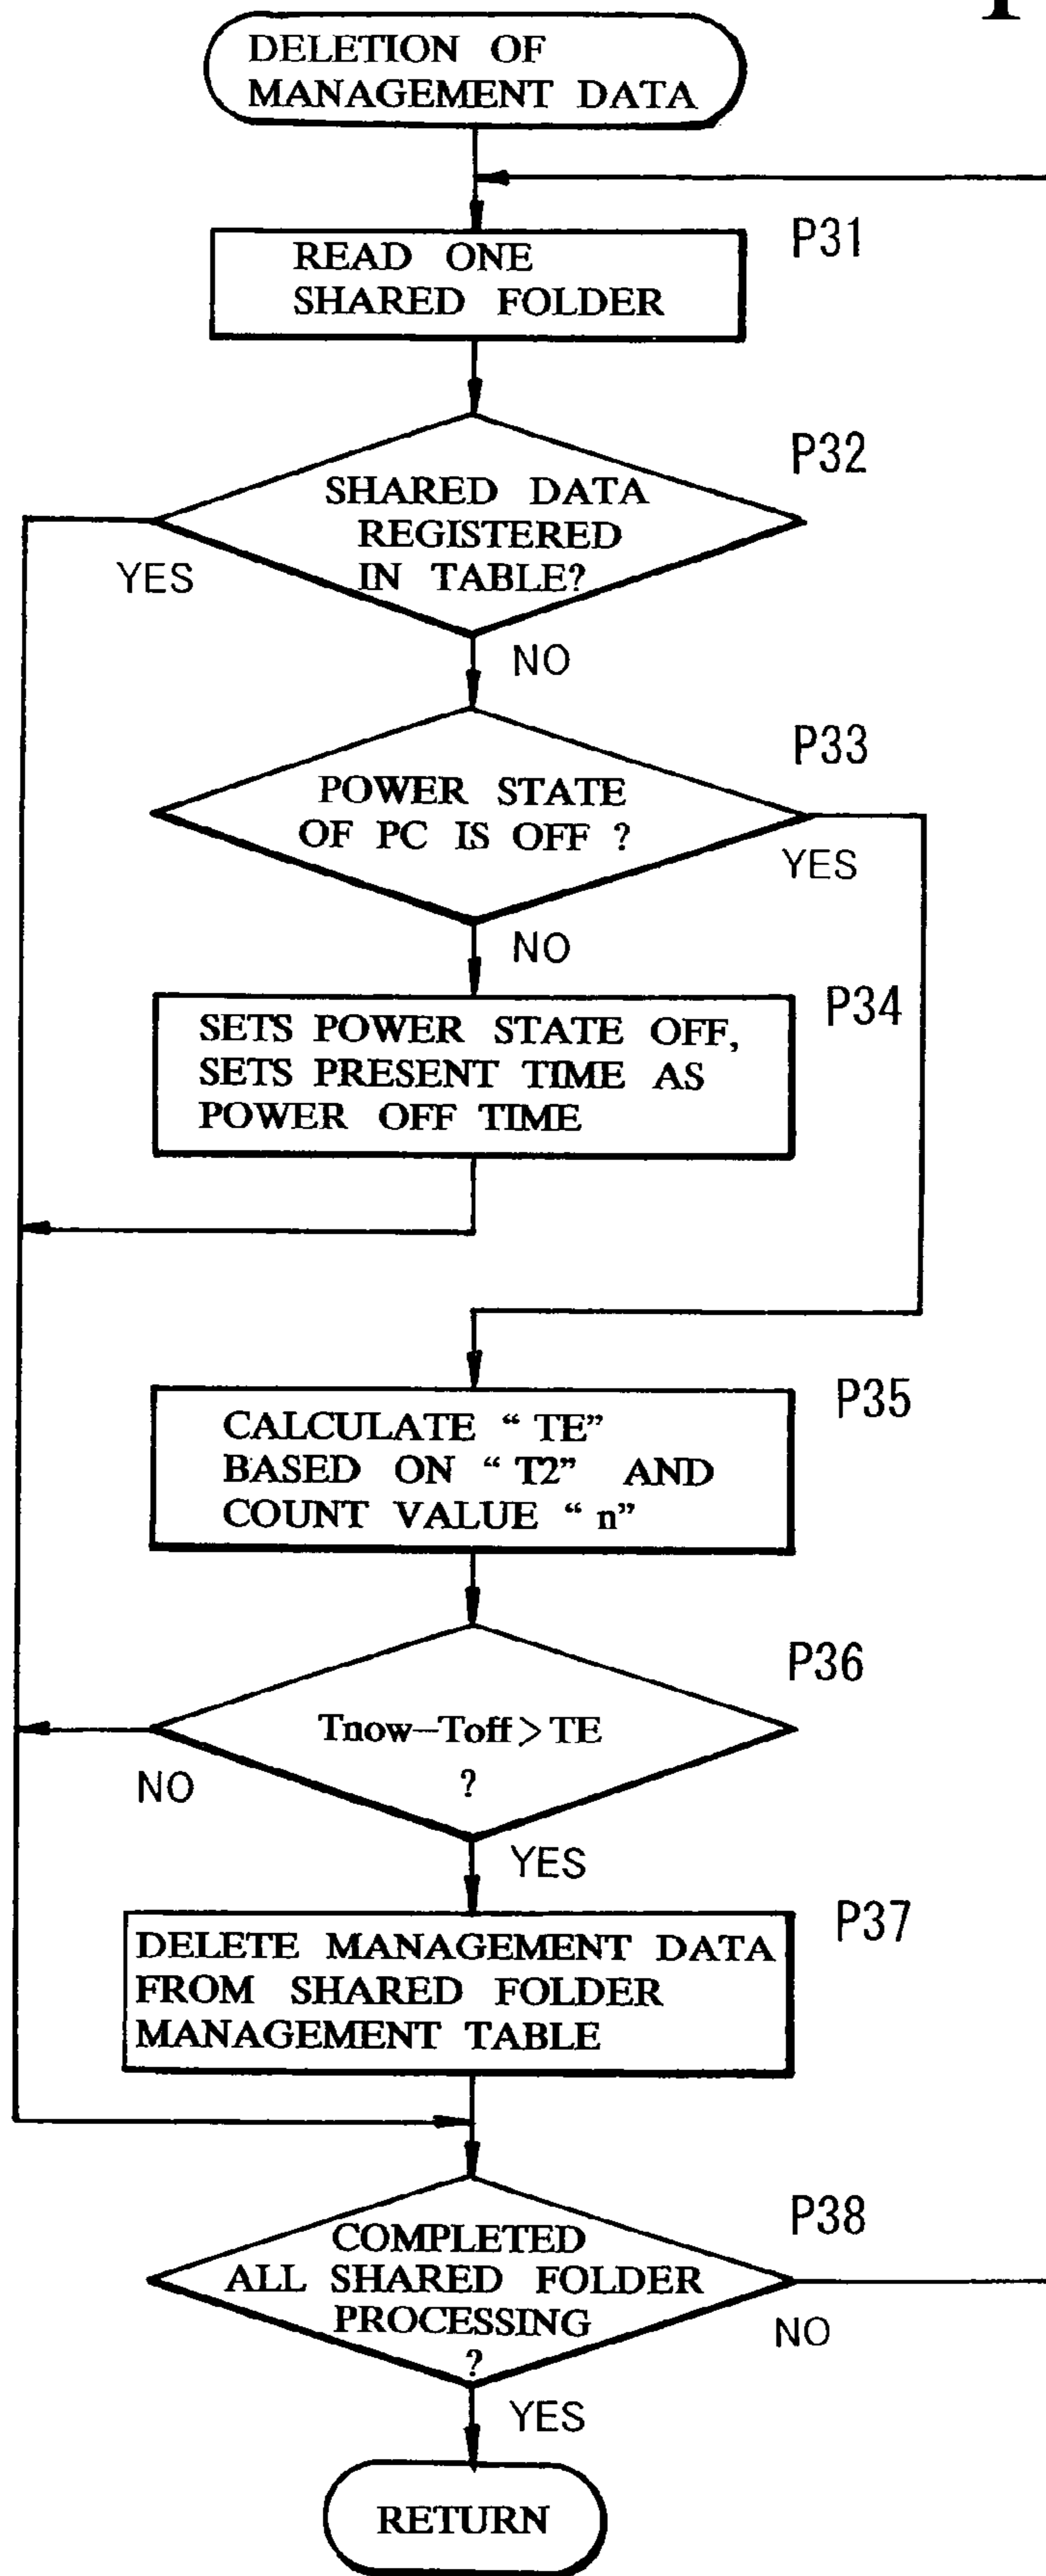 DELETION OF
MANAGEMENT DATA
P31
READ ONE
SHARED FOLDER
P32
SHARED DATA
REGISTERED
IN TABLE?
YES
NO
P33
POWER STATE
OF PC IS OFF ?
YES
NO
P34
SETS POWER STATE OFF,
SETS PRESENT TIME AS
POWER OFF TIME
P35
CALCULATE “ TE”
BASED ON “ T2” AND
COUNT VALUE “ n”
P36
Tnow−Toff > TE
?
NO
YES
P37
DELETE MANAGEMENT DATA
FROM SHARED FOLDER
MANAGEMENT TABLE
P38
COMPLETED
ALL SHARED FOLDER
PROCESSING
?
NO
YES
RETURN